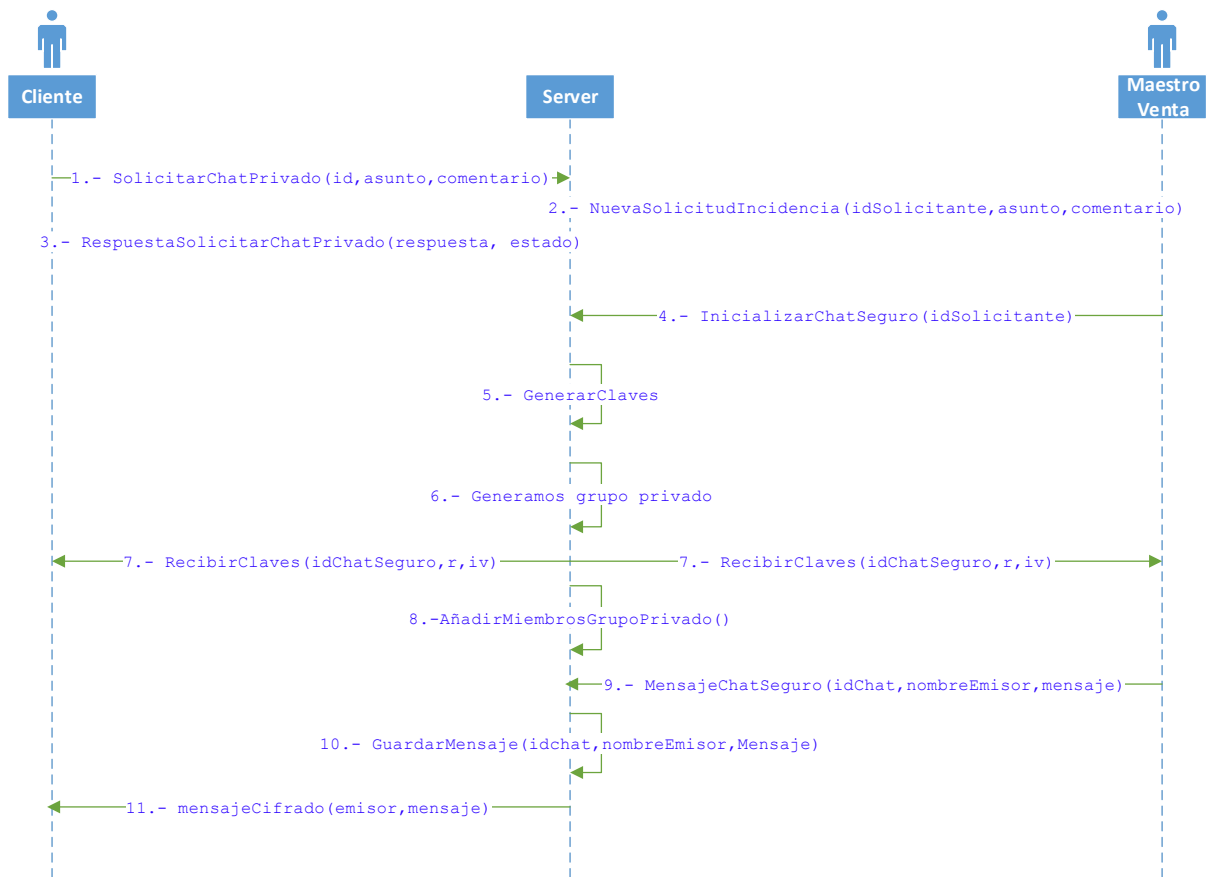 Cliente
Server
Maestro
Venta
1.- SolicitarChatPrivado(id,asunto,comentario)
2.- NuevaSolicitudIncidencia(idSolicitante,asunto,comentario)
3.- RespuestaSolicitarChatPrivado(respuesta, estado)
4.- InicializarChatSeguro(idSolicitante)
5.- GenerarClaves
6.- Generamos grupo privado
7.- RecibirClaves(idChatSeguro,r,iv)
7.- RecibirClaves(idChatSeguro,r,iv)
8.-AñadirMiembrosGrupoPrivado()
9.- MensajeChatSeguro(idChat,nombreEmisor,mensaje)
10.- GuardarMensaje(idchat,nombreEmisor,Mensaje)
11.- mensajeCifrado(emisor,mensaje)